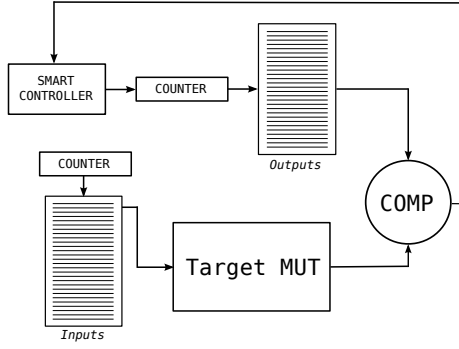 SMART
CONTROLLER
COUNTER
Outputs
COUNTER
COMP
Target MUT
Inputs